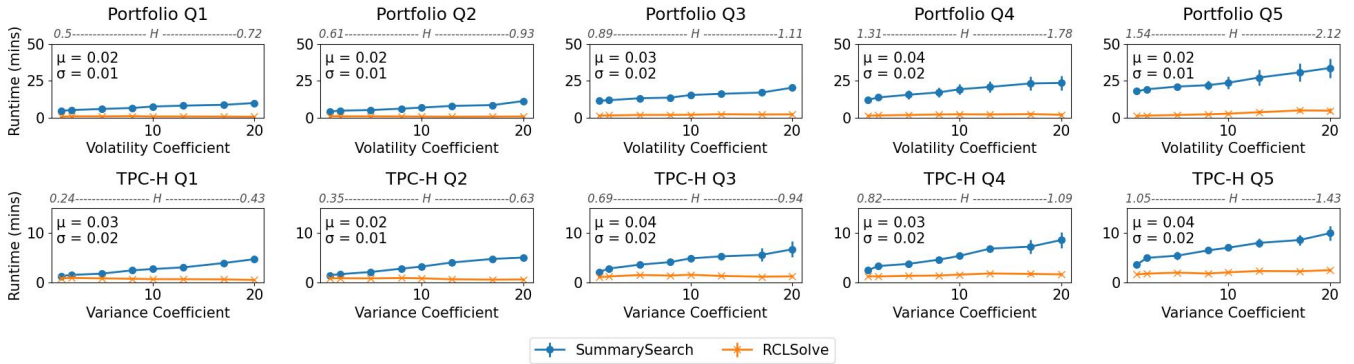 Portfolio Q1
0.5------------------- H -------------------0.72
Runtime (mins)
50
25
0
μ = 0.02
σ = 0.01
10
20
Volatility Coefficient
Portfolio Q2
0.61------------------- H -------------------0.93
50
25
0
μ = 0.02
σ = 0.01
10
20
Volatility Coefficient
Portfolio Q3
0.89------------------- H -------------------1.11
50
25
0
μ = 0.03
σ = 0.02
10
20
Volatility Coefficient
Portfolio Q4
1.31------------------- H -------------------1.78
50
25
0
μ = 0.04
σ = 0.02
10
20
Volatility Coefficient
Portfolio Q5
1.54------------------- H -------------------2.12
50
25
0
μ = 0.02
σ = 0.01
10
20
Volatility Coefficient
TPC-H Q1
0.24------------------- H -------------------0.43
Runtime (mins)
10
0
μ = 0.03
σ = 0.02
10
20
Variance Coefficient
TPC-H Q2
0.35------------------- H -------------------0.63
10
0
μ = 0.02
σ = 0.01
10
20
Variance Coefficient
TPC-H Q3
0.69------------------- H -------------------0.94
10
0
μ = 0.04
σ = 0.02
10
20
Variance Coefficient
TPC-H Q4
0.82------------------- H -------------------1.09
10
0
μ = 0.03
σ = 0.02
10
20
Variance Coefficient
TPC-H Q5
1.05------------------- H -------------------1.43
10
0
μ = 0.04
σ = 0.02
10
20
Variance Coefficient
SummarySearch
RCLSolve